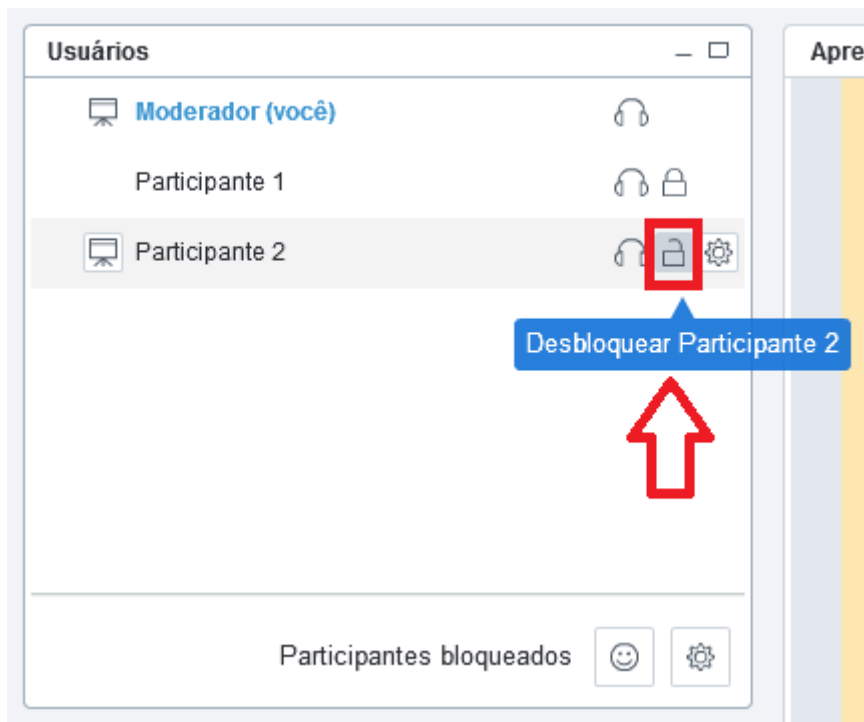 Usuários
Apre
Moderador (você)
Participante 1
Participante 2
Desbloquear Participante 2
Participantes bloqueados